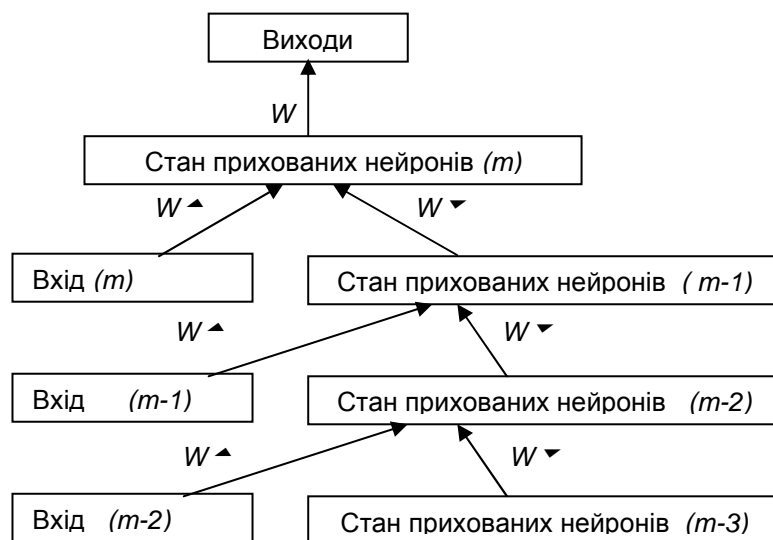 Виходи
W
Стан прихованих нейронів (m)
W W
Вхід (m) Стан прихованих нейронів ( m-1)
W W
Вхід (m-1) Стан прихованих нейронів (m-2)
W W
Вхід (m-2) Стан прихованих нейронів (m-3)